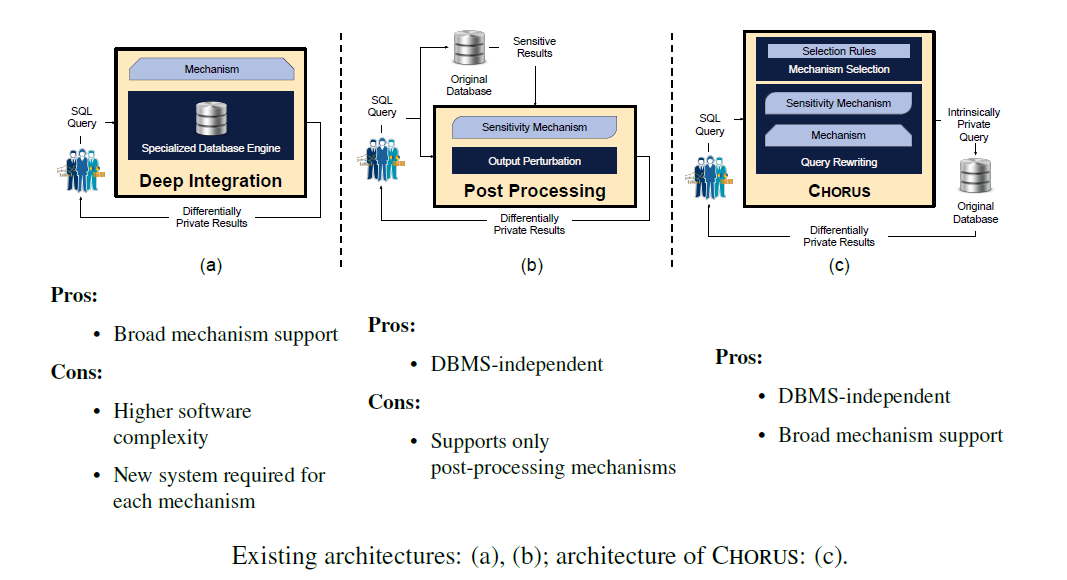 Mechanism
SQL
Query
Specialized Database Engine
Deep Integration
Differentially
Private Results
(a)
Sensitive
Results
Original
Database
SQL
Query
Sensitivity Mechanism
Output Perturbation
Post Processing
Differentially
Private Results
(b)
Selection Rules
Mechanism Selection
SQL
Query
Sensitivity Mechanism
Mechanism
Query Rewriting
CHORUS
Intrinsically
Private
Query
Original
Database
Differentially
Private Results
(c)
Pros:
• Broad mechanism support
Cons:
• Higher software
complexity
• New system required for
each mechanism
Pros:
• DBMS-independent
Cons:
• Supports only
post-processing mechanisms
Pros:
• DBMS-independent
• Broad mechanism support
Existing architectures: (a), (b); architecture of CHORUS: (c).